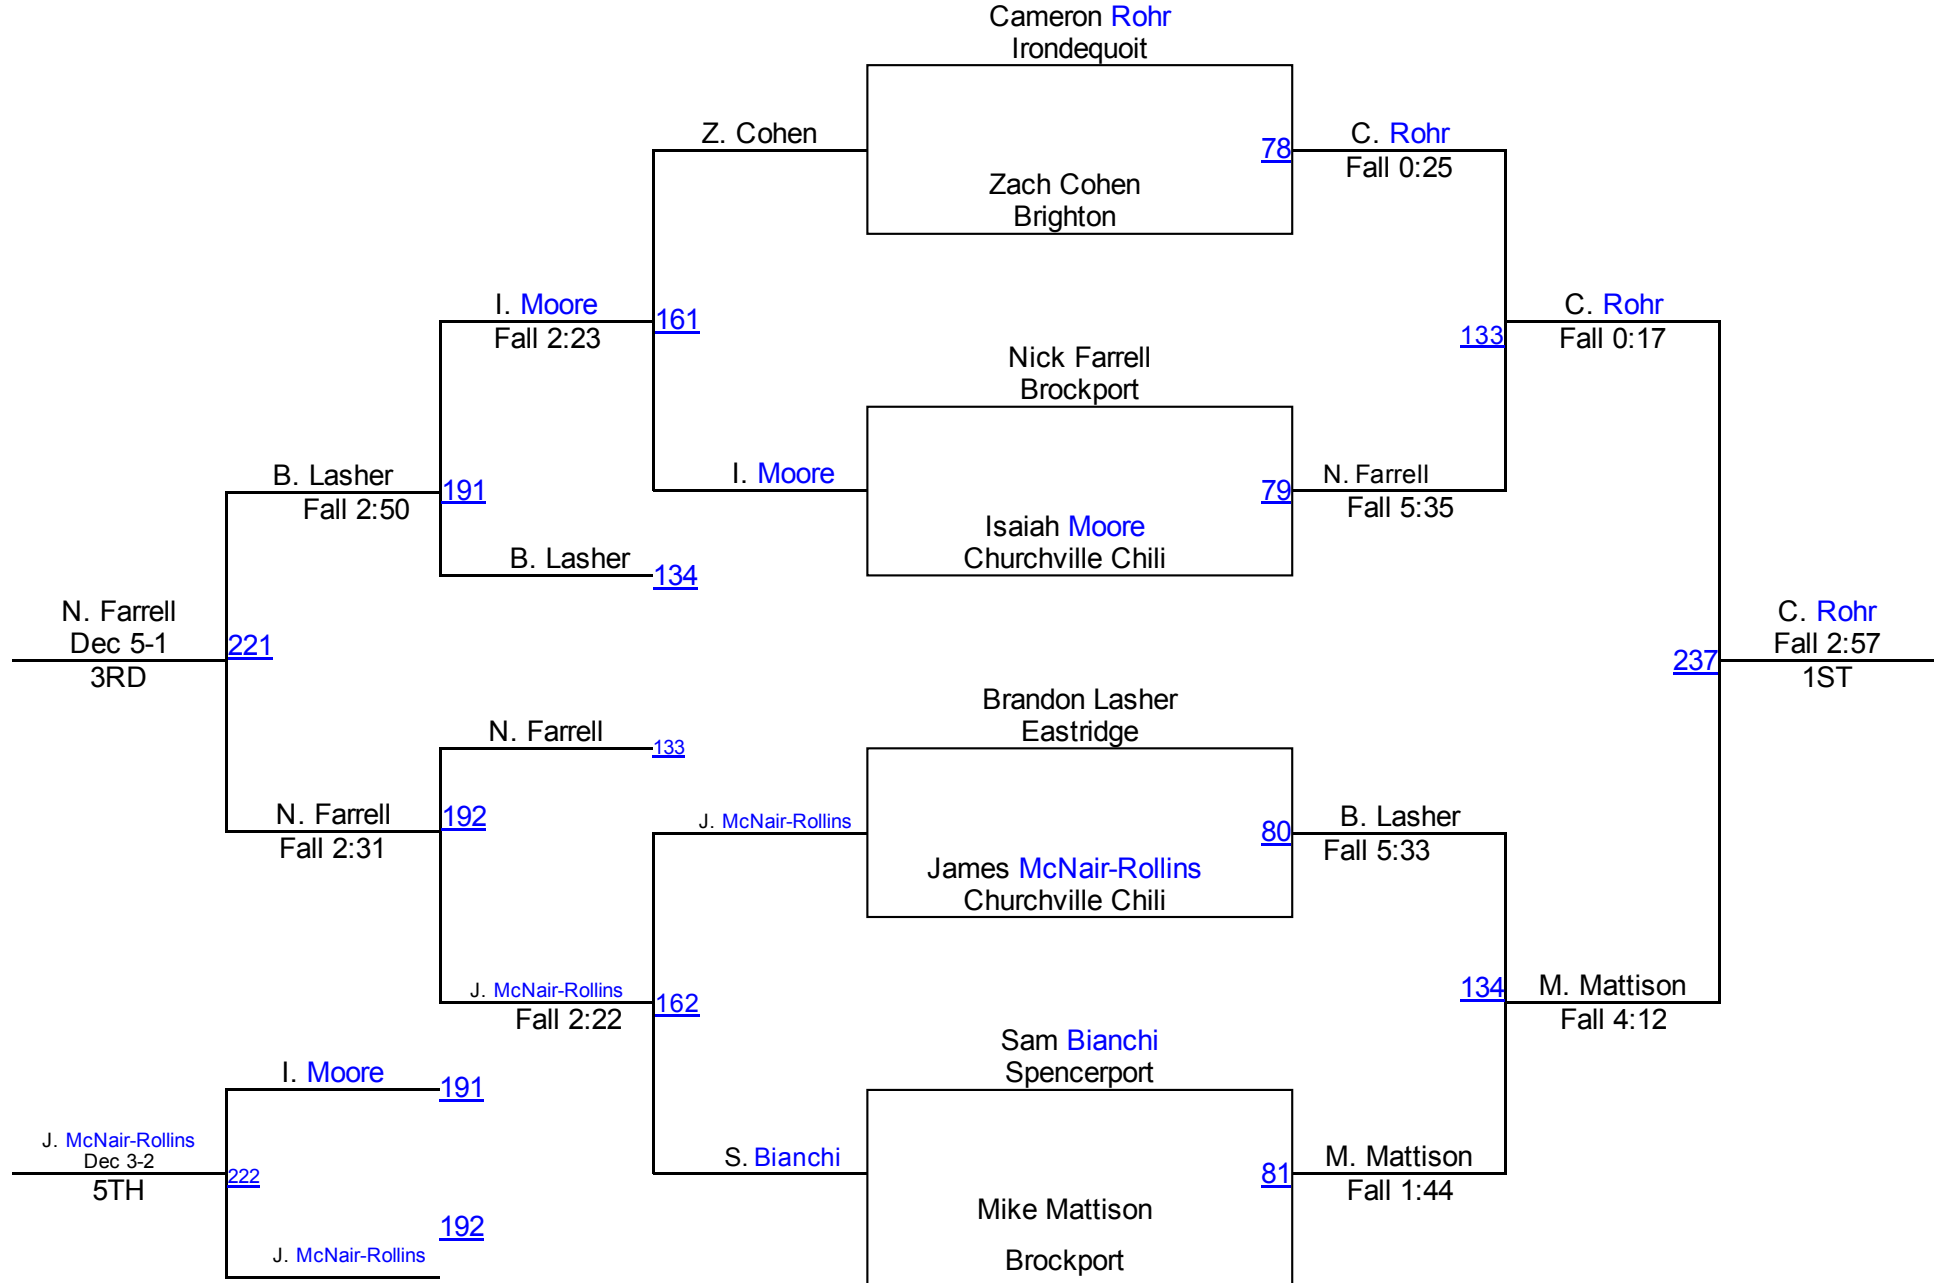 Cameron Rohr
Irondequoit
Z. Cohen
78
C. Rohr
Fall 0:25
Zach Cohen
Brighton
I. Moore
Fall 2:23
161
C. Rohr
Fall 0:17
133
Nick Farrell
Brockport
B. Lasher
Fall 2:50
191
I. Moore
79
N. Farrell
Fall 5:35
Isaiah Moore
Churchville Chili
B. Lasher
134
N. Farrell
Dec 5-1
3RD
221
C. Rohr
Fall 2:57
1ST
237
Brandon Lasher
Eastridge
N. Farrell
133
N. Farrell
Fall 2:31
192
J. McNair-Rollins
80
B. Lasher
Fall 5:33
James McNair-Rollins
Churchville Chili
J. McNair-Rollins
Fall 2:22
162
134
M. Mattison
Fall 4:12
Sam Bianchi
Spencerport
I. Moore
191
J. McNair-Rollins
Dec 3-2
5TH
222
S. Bianchi
81
M. Mattison
Fall 1:44
Mike Mattison
Brockport
192
J. McNair-Rollins